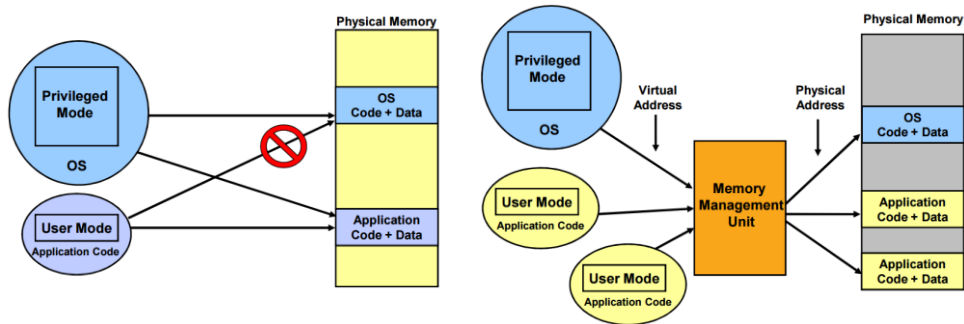 Physical Memory
Privileged
Mode
OS
OS
Code + Data
User Mode
Application Code
Application
Code + Data
Physical Memory
Privileged
Mode
OS
Virtual
Address
Physical
Address
OS
Code + Data
Memory
Management
Unit
User Mode
Application Code
Application
Code + Data
User Mode
Application Code
Application
Code + Data